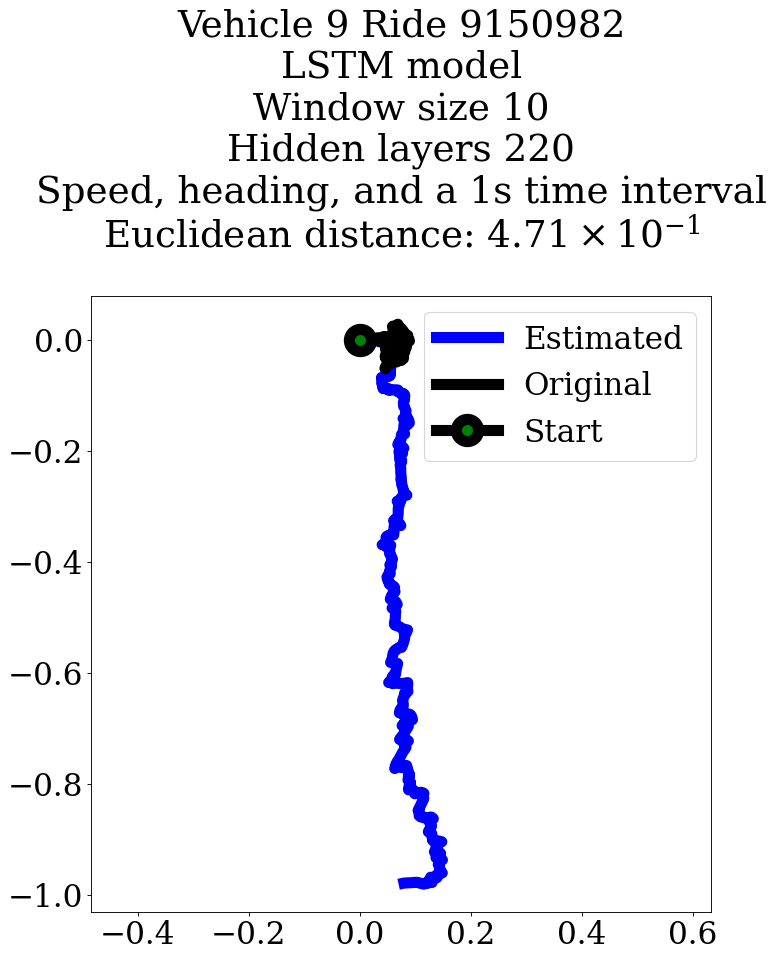 Vehicle 9 Ride 9150982
LSTM model
Window size 10
Hidden layers 220
Speed, heading, and a 1s time interval
Euclidean distance: 4.71 × 10⁻¹
Estimated
Original
Start
0.0
−0.2
−0.4
−0.6
−0.8
−1.0
−0.4 −0.2 0.0 0.2 0.4 0.6